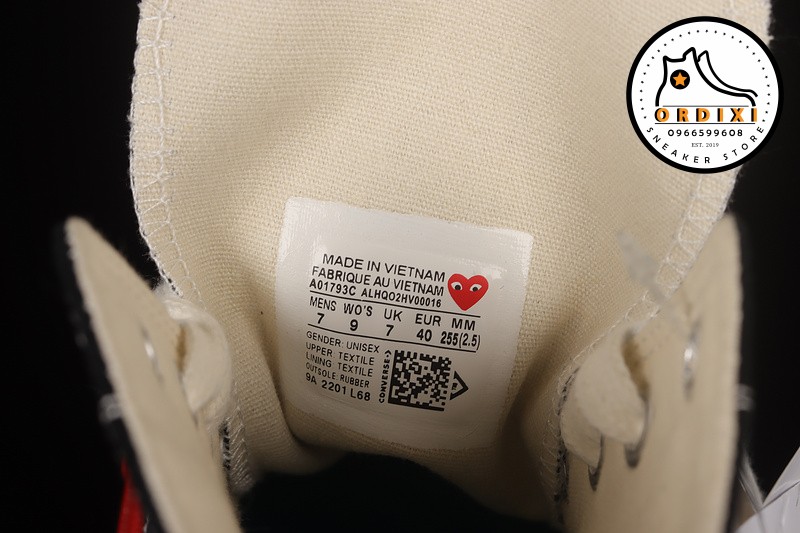 ORDIXI
0966599608
EST. 2019
SNEAKER STORE
MADE IN VIETNAM
FABRIQUE AU VIETNAM
A01793C ALHQO2HV00016
MENS WO'S UK EUR MM
7 9 7 40 255(2.5)
GENDER: UNISEX
UPPER TEXTILE
LINING TEXTILE
OUTSOLE RUBBER
9A 2201 L68
CONVERSE